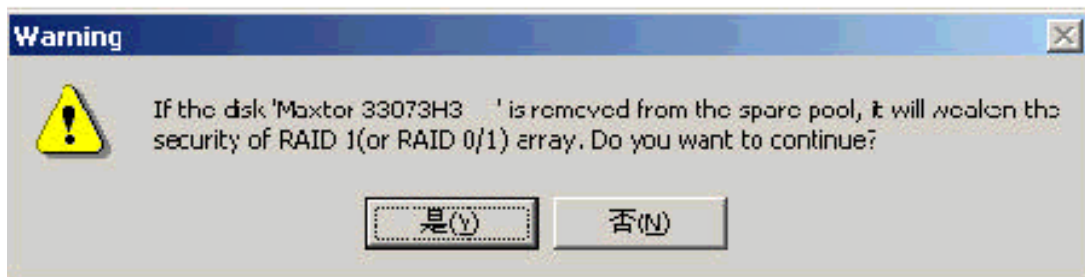 Warning
If the disk 'Maxtor 33073H3    ' is removed from the spare pool, it will weaken the
security of RAID 1(or RAID 0/1) array. Do you want to continue?
是(Y)
否(N)